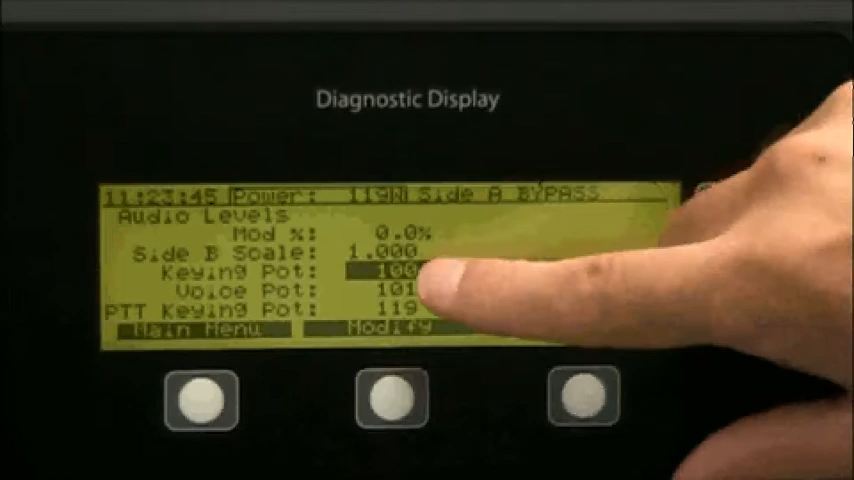 Diagnostic Display
11:23:45 Power: 119W Side A BYPASS
Audio Levels
Mod %: 0.0%
Side B Scale: 1.000
Keying Pot: 100
Voice Pot: 101
PTT Keying Pot: 119
Main Menu Modify